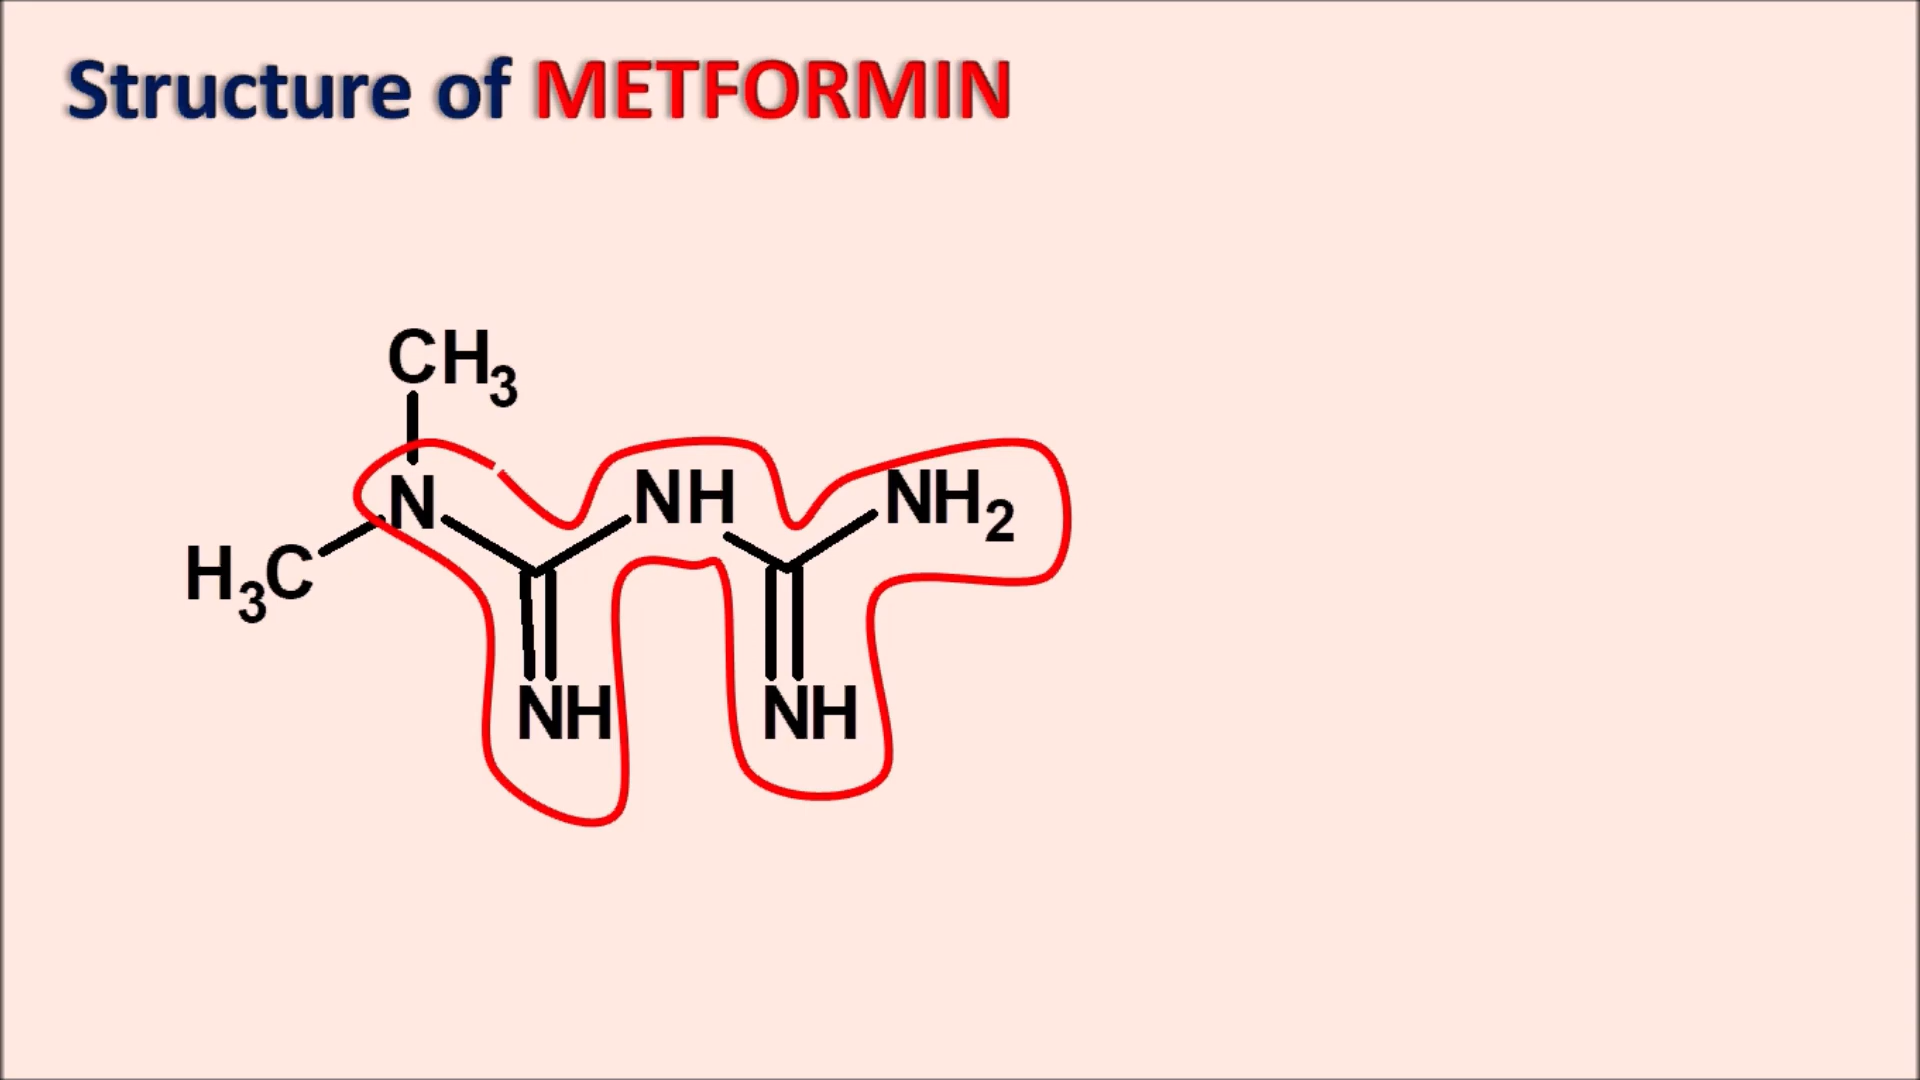 Structure of METFORMIN
CH3
N NH NH2
H3C
NH NH